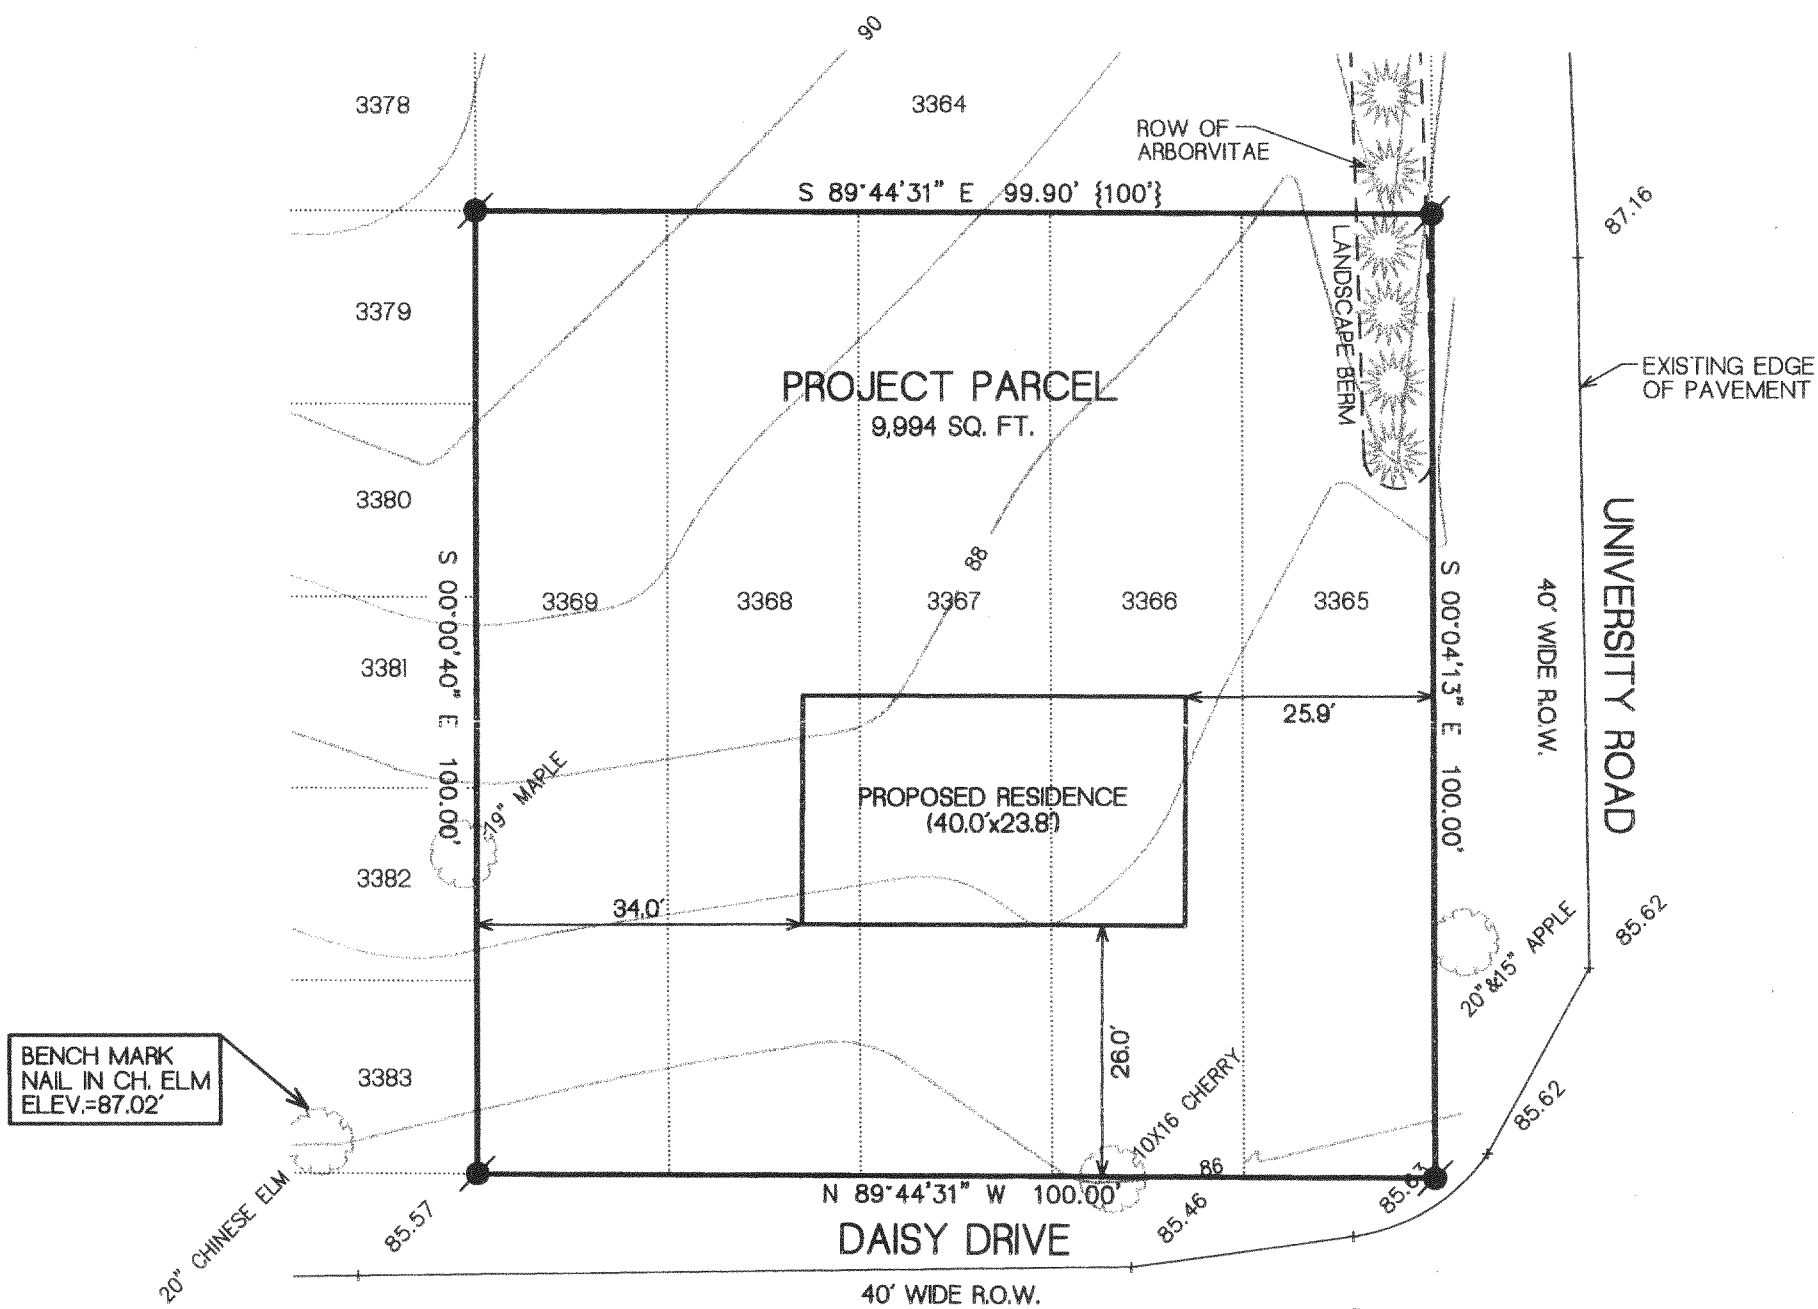 90
3378
3364
ROW OF
ARBORVITAE
S 89°44'31" E 99.90' {100'}
87.16
3379
LANDSCAPE BERM
EXISTING EDGE
OF PAVEMENT
PROJECT PARCEL
9,994 SQ. FT.
3380
88
3369
3368
3367
3366
3365
S 00°00'40" E 100.00'
S 00°04'13" E 100.00'
40' WIDE R.O.W.
UNIVERSITY ROAD
3381
25.9'
19" MAPLE
PROPOSED RESIDENCE
(40.0'x23.8')
3382
34.0'
20"&15" APPLE
85.62
26.0'
BENCH MARK
NAIL IN CH. ELM
ELEV.=87.02'
3383
10X16 CHERRY
85.62
86
20" CHINESE ELM
85.57
N 89°44'31" W 100.00'
85.46
85.63
DAISY DRIVE
40' WIDE R.O.W.